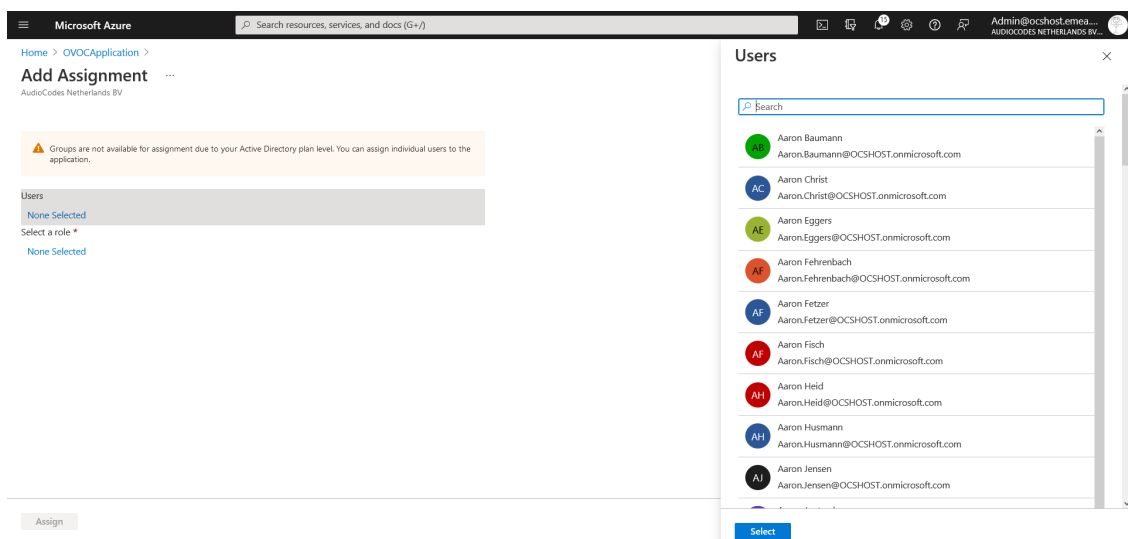 Microsoft Azure
Search resources, services, and docs (G+/)
15
Admin@ocshost.emea....
AUDIOCODES NETHERLANDS BV...
Home > OVOCApplication >
Add Assignment ...
AudioCodes Netherlands BV
Groups are not available for assignment due to your Active Directory plan level. You can assign individual users to the
application.
Users
None Selected
Select a role *
None Selected
Assign
Users
Search
AB
Aaron Baumann
Aaron.Baumann@OCSHOST.onmicrosoft.com
AC
Aaron Christ
Aaron.Christ@OCSHOST.onmicrosoft.com
AE
Aaron Eggers
Aaron.Eggers@OCSHOST.onmicrosoft.com
AF
Aaron Fehrenbach
Aaron.Fehrenbach@OCSHOST.onmicrosoft.com
AF
Aaron Fetzer
Aaron.Fetzer@OCSHOST.onmicrosoft.com
AF
Aaron Fisch
Aaron.Fisch@OCSHOST.onmicrosoft.com
AH
Aaron Heid
Aaron.Heid@OCSHOST.onmicrosoft.com
AH
Aaron Husmann
Aaron.Husmann@OCSHOST.onmicrosoft.com
AJ
Aaron Jensen
Aaron.Jensen@OCSHOST.onmicrosoft.com
Select